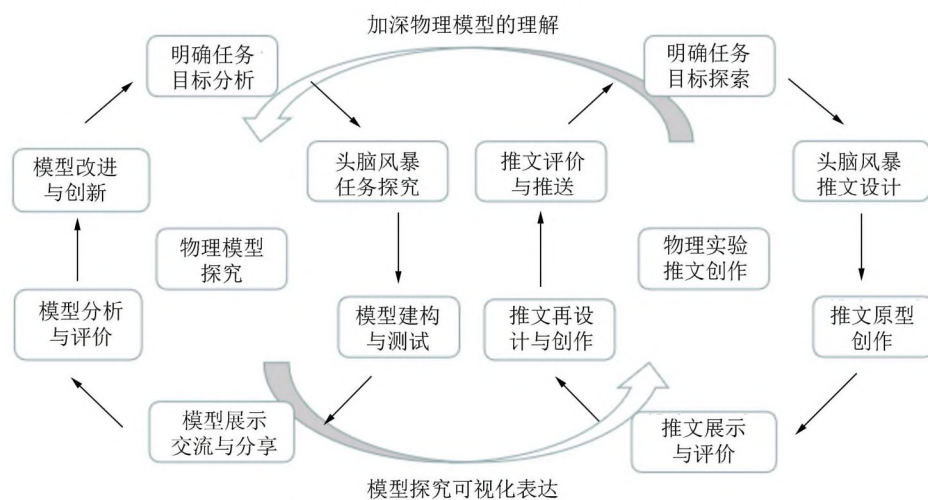 加深物理模型的理解
明确任务
目标分析
明确任务
目标探索
模型改进
与创新
头脑风暴
任务探究
推文评价
与推送
头脑风暴
推文设计
物理模型
探究
物理实验
推文创作
模型分析
与评价
模型建构
与测试
推文再设
计与创作
推文原型
创作
模型展示
交流与分享
推文展示
与评价
模型探究可视化表达